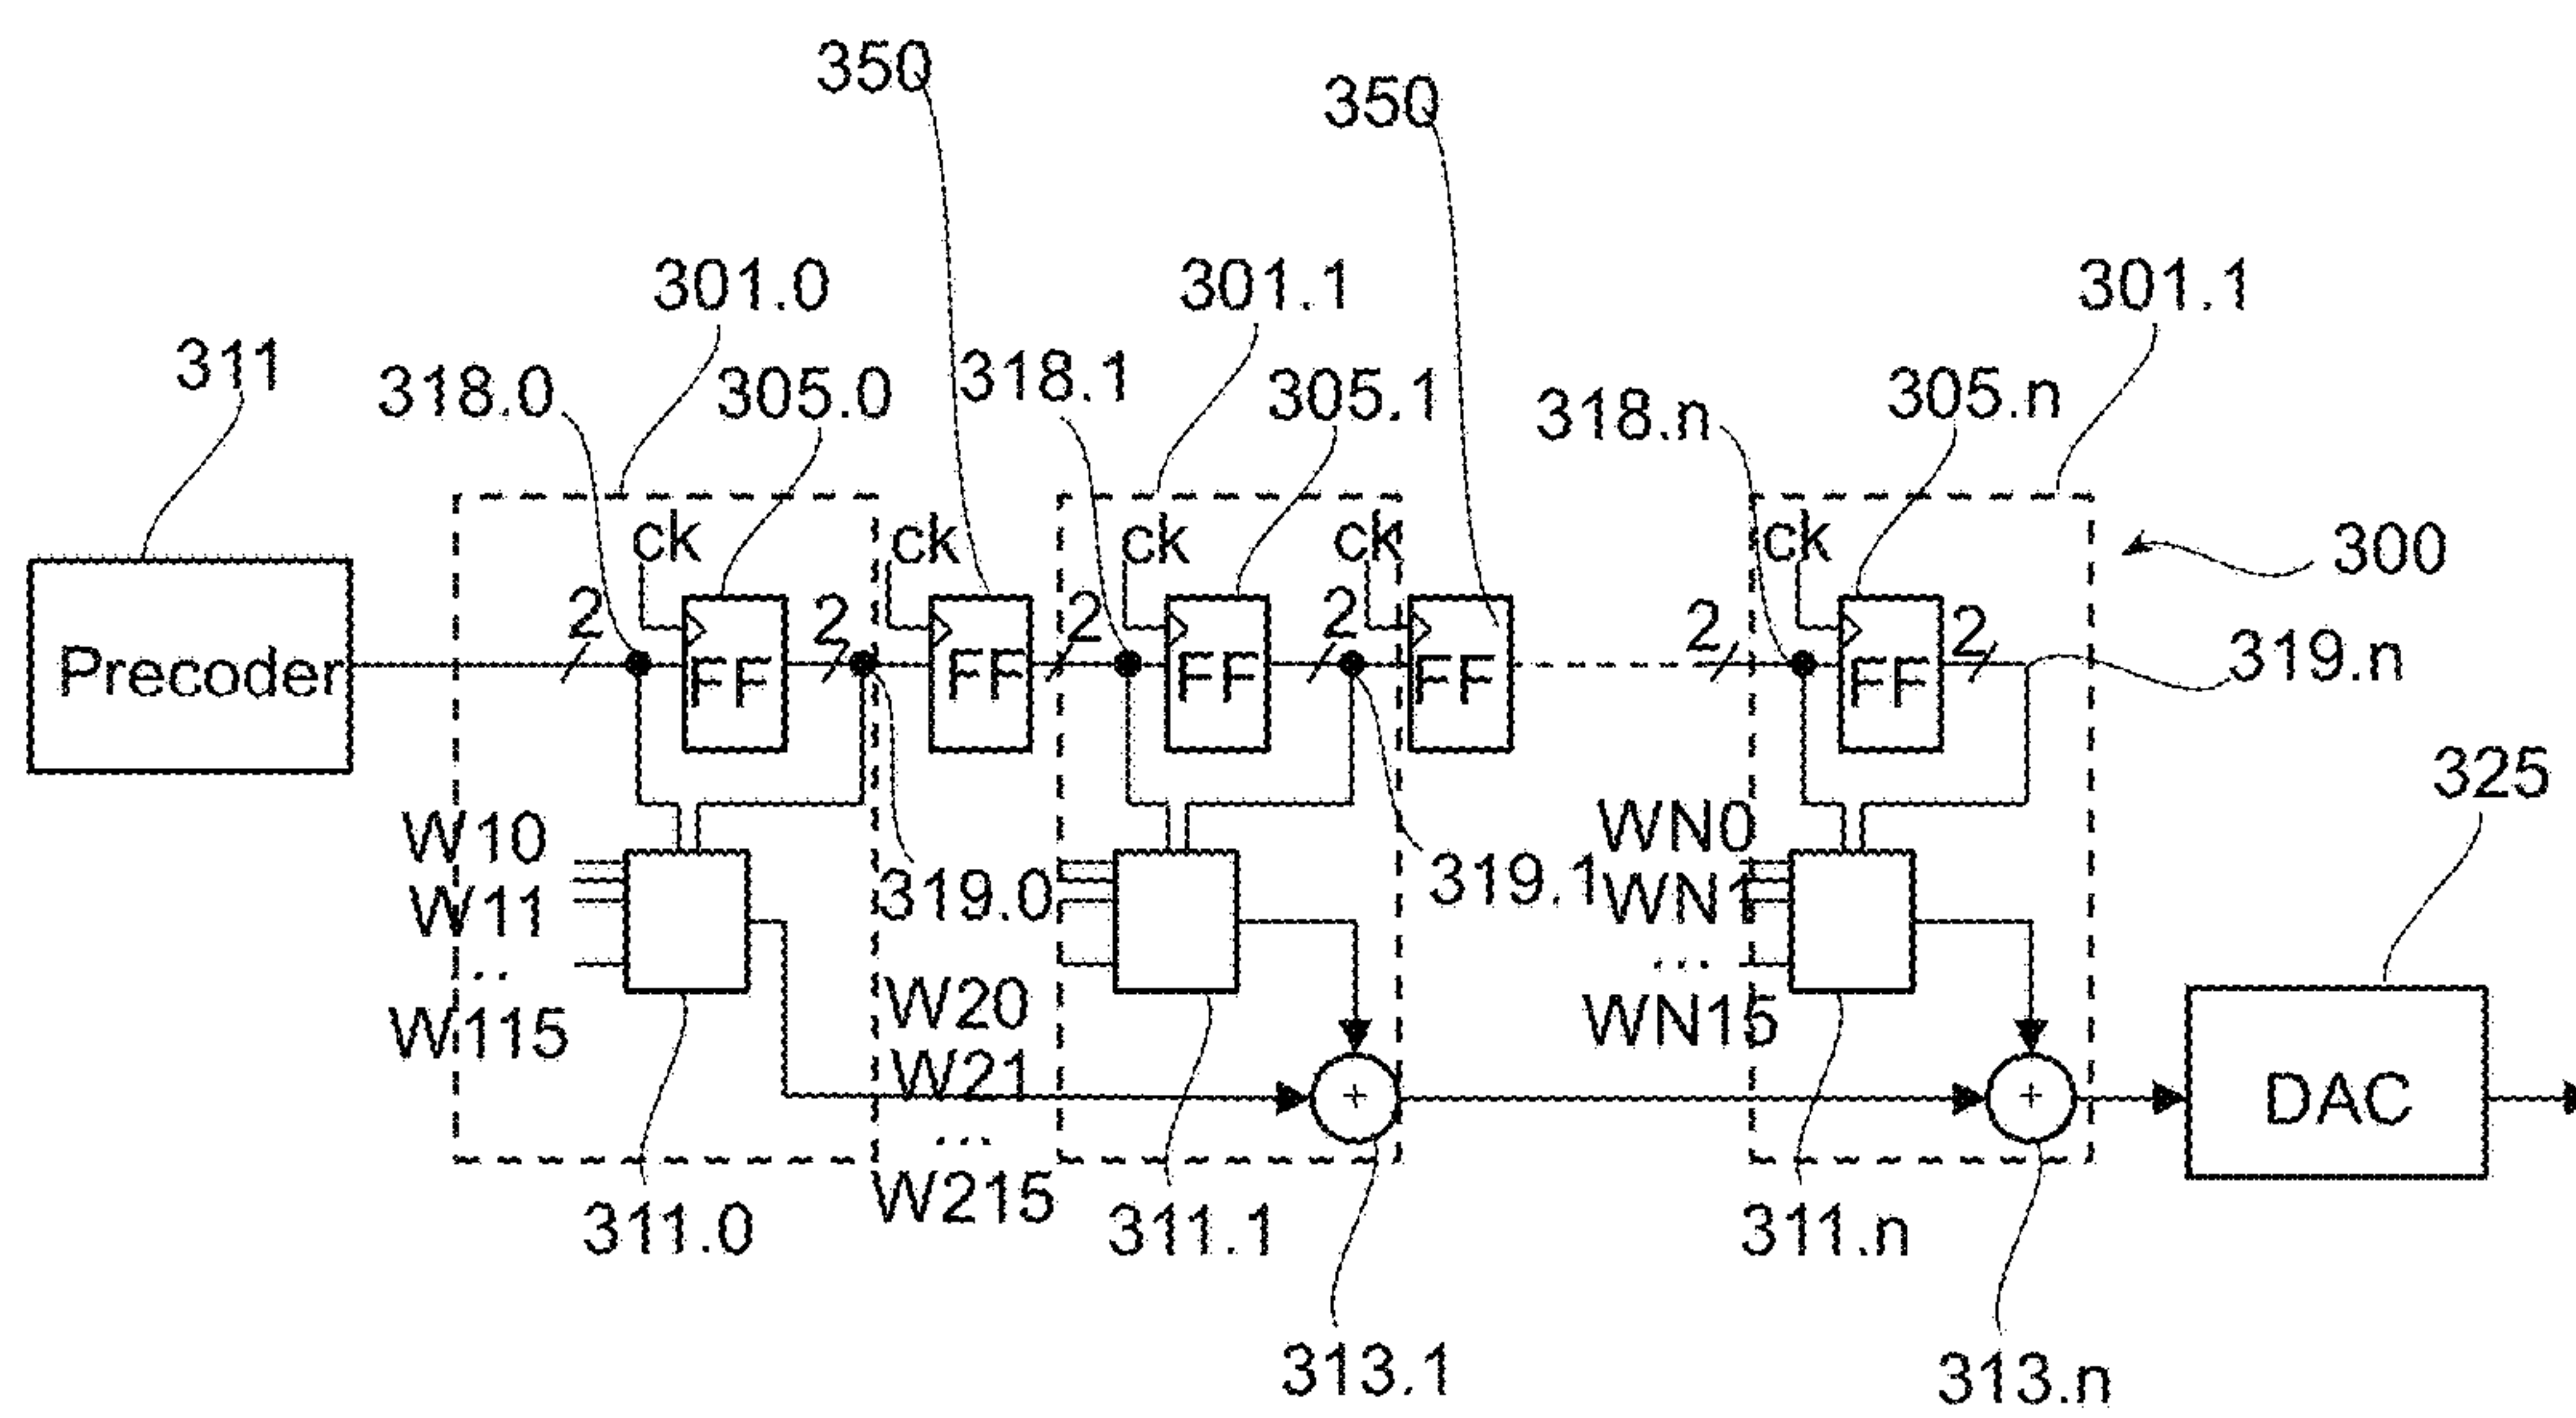 350
350
301.0
301.1
301.1
311
318.0
305.0
318.1
305.1
318.n
305.n
ck
ck
ck
ck
ck
300
Precoder
2
FF
2
FF
2
FF
2
FF
2
FF
2
319.n
W10
W11
..
W115
319.0
W20
W21
...
W215
319.1
WN0
WN1
...
WN15
325
+
+
DAC
311.0
311.1
311.n
313.1
313.n